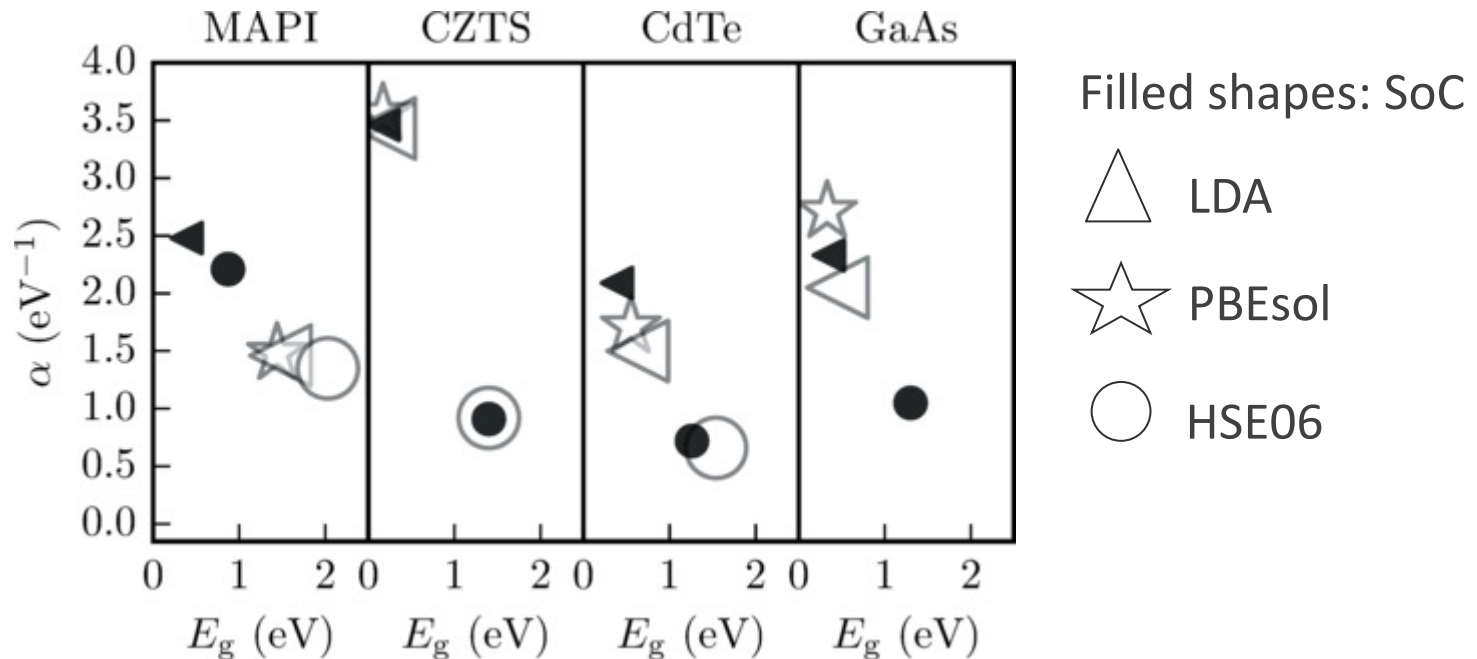 MAPI CZTS CdTe GaAs
4.0
3.5
3.0
2.5
2.0
1.5
1.0
0.5
0.0
α (eV⁻¹)
0 1 2 0 1 2 0 1 2 0 1 2
E_g (eV) E_g (eV) E_g (eV) E_g (eV)
Filled shapes: SoC
LDA
PBEsol
HSE06